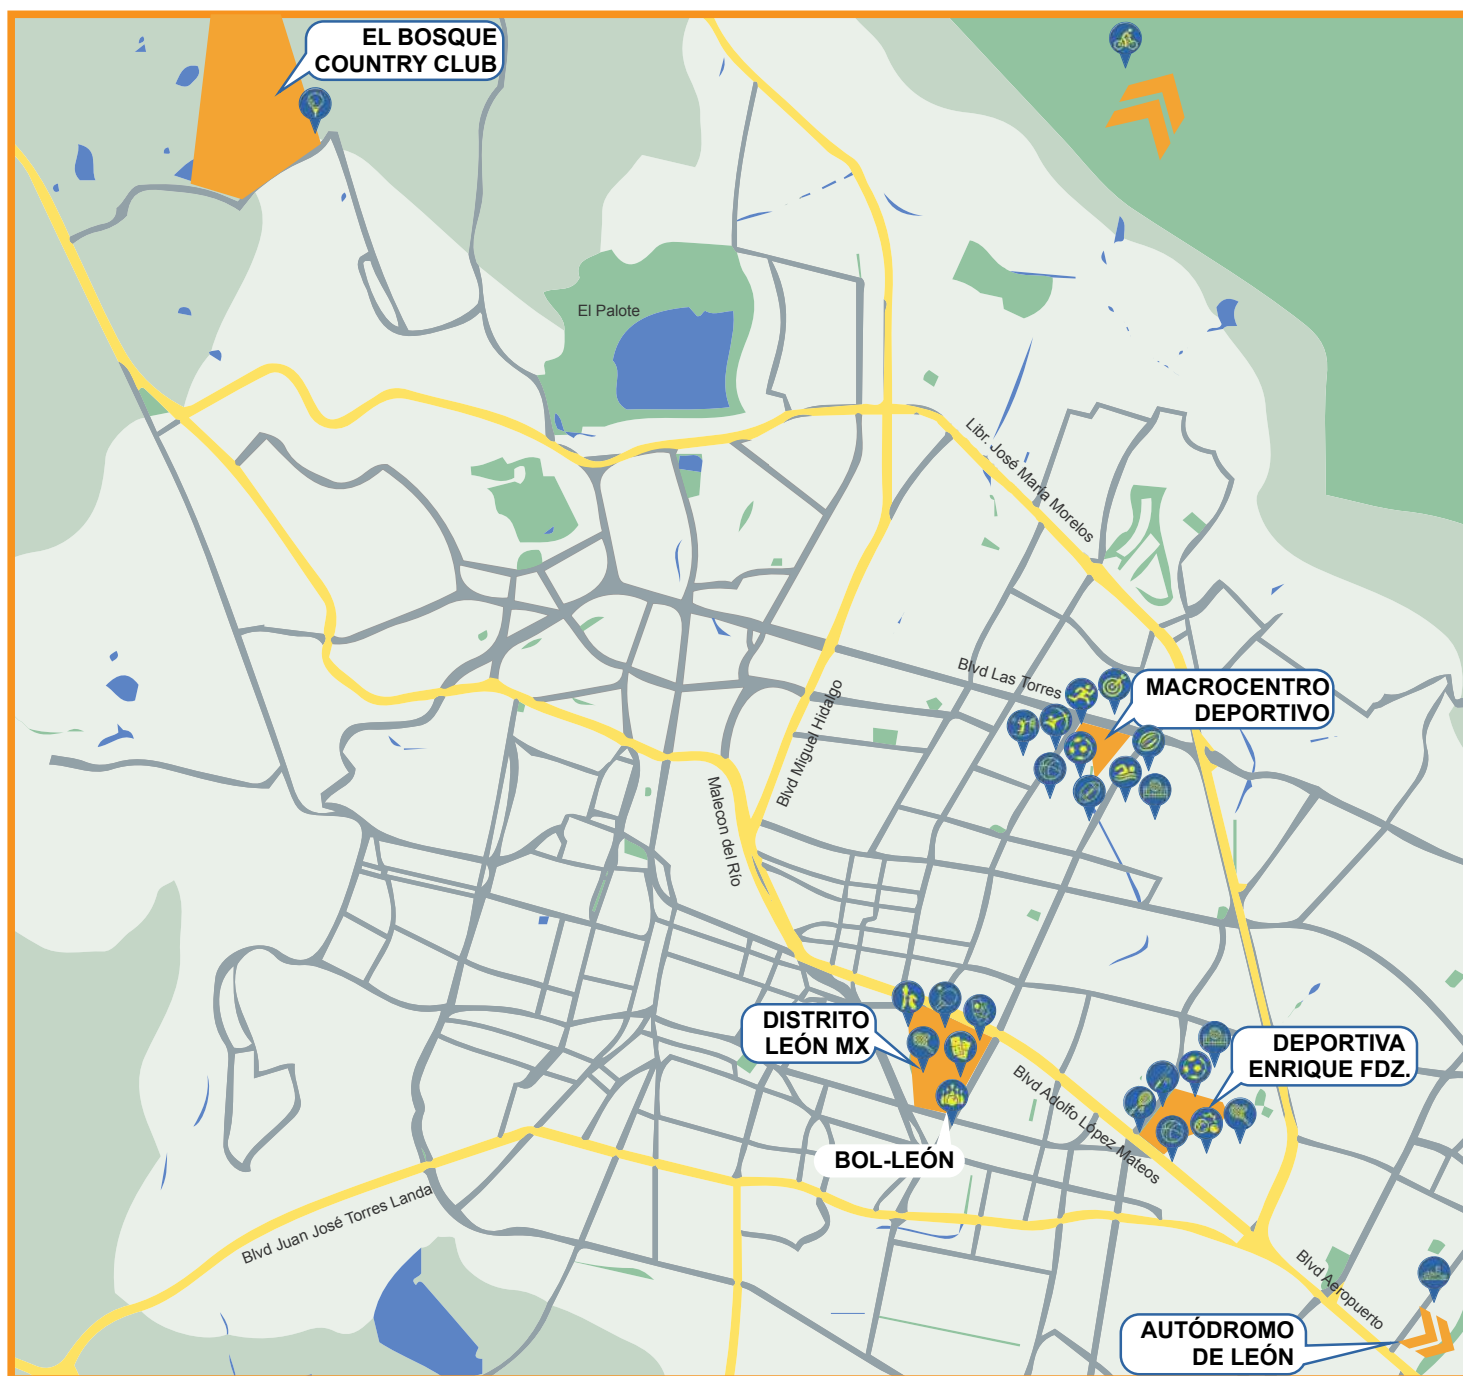 EL BOSQUE
COUNTRY CLUB
El Palote
Libr. José María Morelos
Blvd Las Torres
MACROCENTRO
DEPORTIVO
Blvd Miguel Hidalgo
Malecon del Río
DISTRITO
LEÓN MX
DEPORTIVA
ENRIQUE FDZ.
Blvd Adolfo López Mateos
BOL-LEÓN
Blvd Juan José Torres Landa
Blvd Aeropuerto
AUTÓDROMO
DE LEÓN